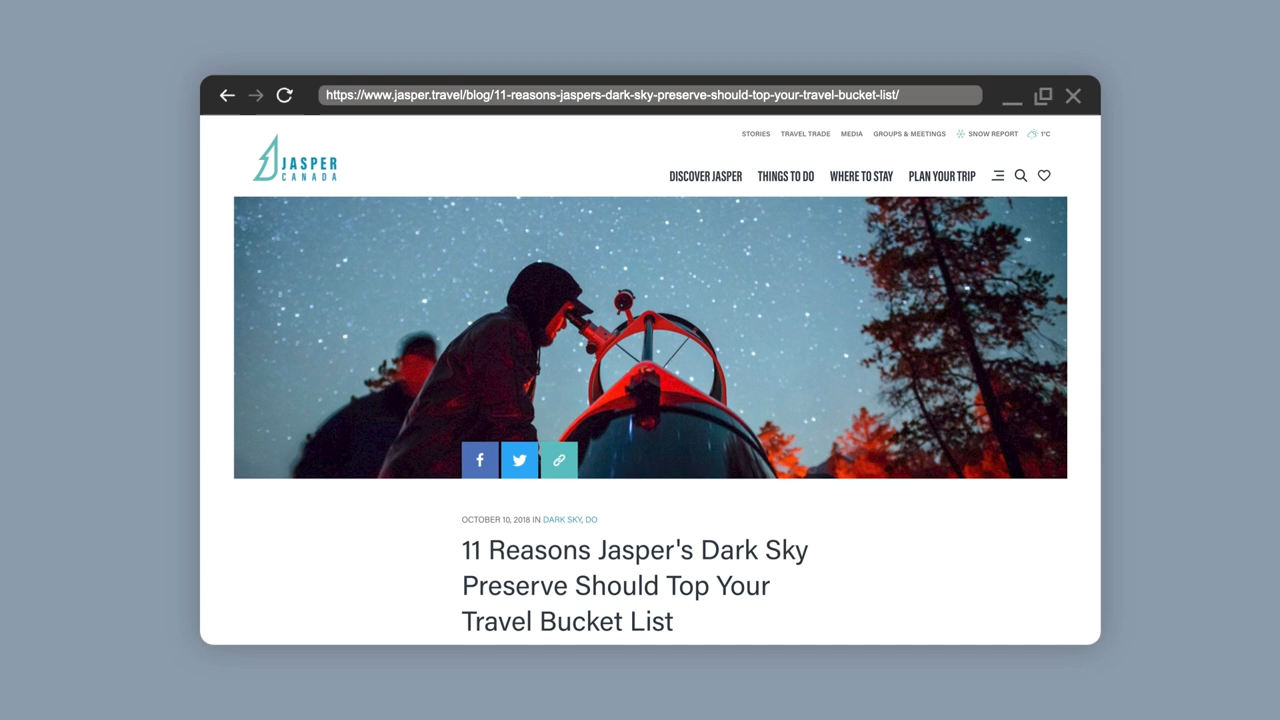 https://www.jasper.travel/blog/11-reasons-jaspers-dark-sky-preserve-should-top-your-travel-bucket-list/
STORIES TRAVEL TRADE MEDIA GROUPS & MEETINGS SNOW REPORT 1°C
JASPER
CANADA
DISCOVER JASPER THINGS TO DO WHERE TO STAY PLAN YOUR TRIP
f
OCTOBER 10, 2018 IN DARK SKY, DO
11 Reasons Jasper's Dark Sky
Preserve Should Top Your
Travel Bucket List